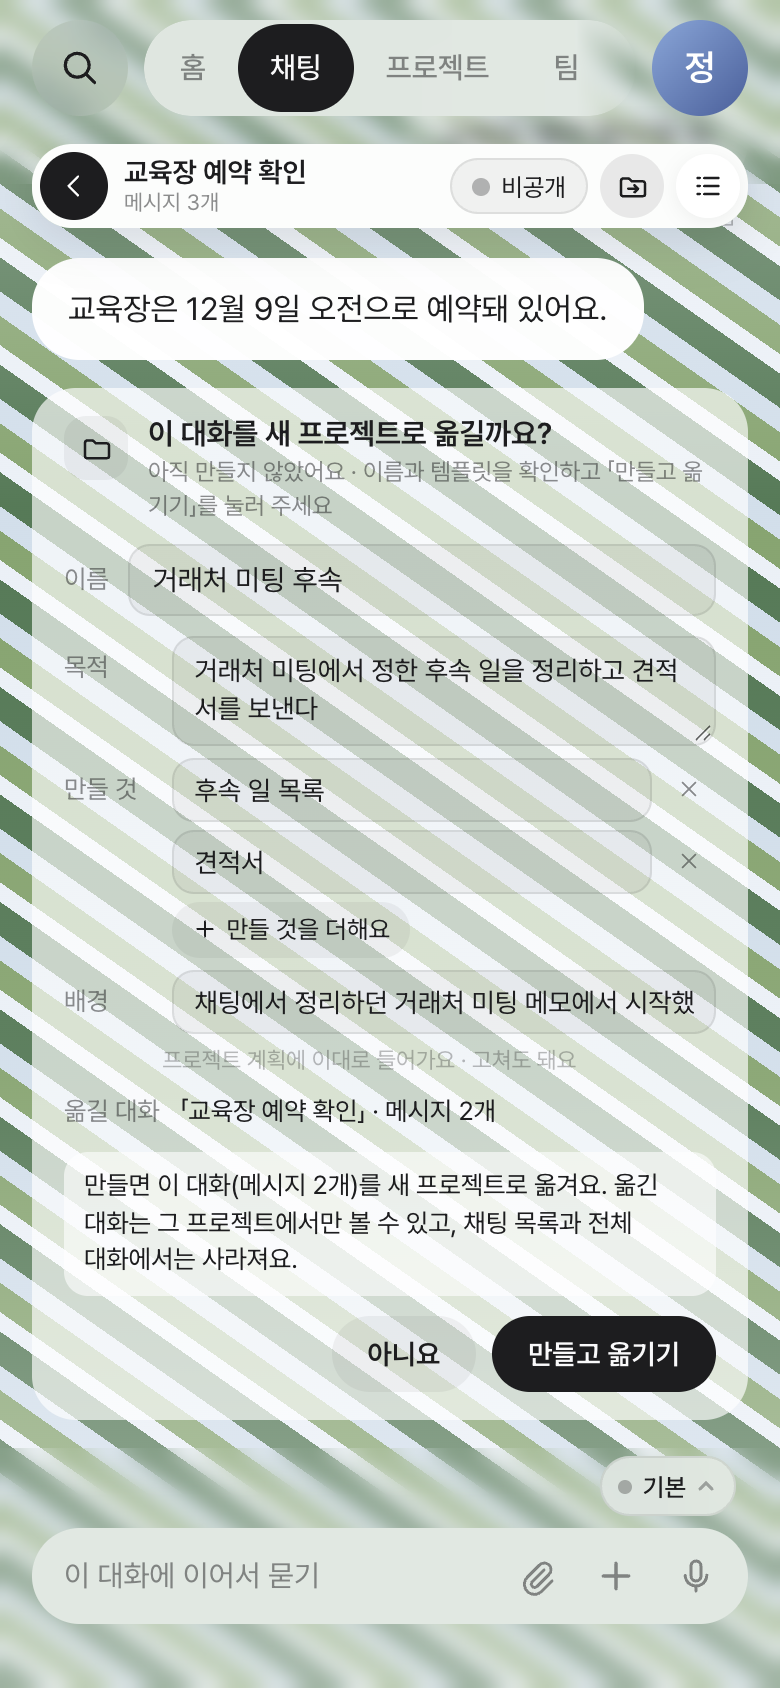 홈
채팅
프로젝트
팀
정
교육장 예약 확인
메시지 3개
비공개
교육장은 12월 9일 오전으로 예약돼 있어요.
이 대화를 새 프로젝트로 옮길까요?
아직 만들지 않았어요 · 이름과 템플릿을 확인하고 「만들고 옮
기기」를 눌러 주세요
이름
거래처 미팅 후속
목적
거래처 미팅에서 정한 후속 일을 정리하고 견적
서를 보낸다
만들 것
후속 일 목록
견적서
만들 것을 더해요
배경
채팅에서 정리하던 거래처 미팅 메모에서 시작했
프로젝트 계획에 이대로 들어가요 · 고쳐도 돼요
옮길 대화 「교육장 예약 확인」 · 메시지 2개
만들면 이 대화(메시지 2개)를 새 프로젝트로 옮겨요. 옮긴
대화는 그 프로젝트에서만 볼 수 있고, 채팅 목록과 전체
대화에서는 사라져요.
아니요
만들고 옮기기
기본
이 대화에 이어서 묻기